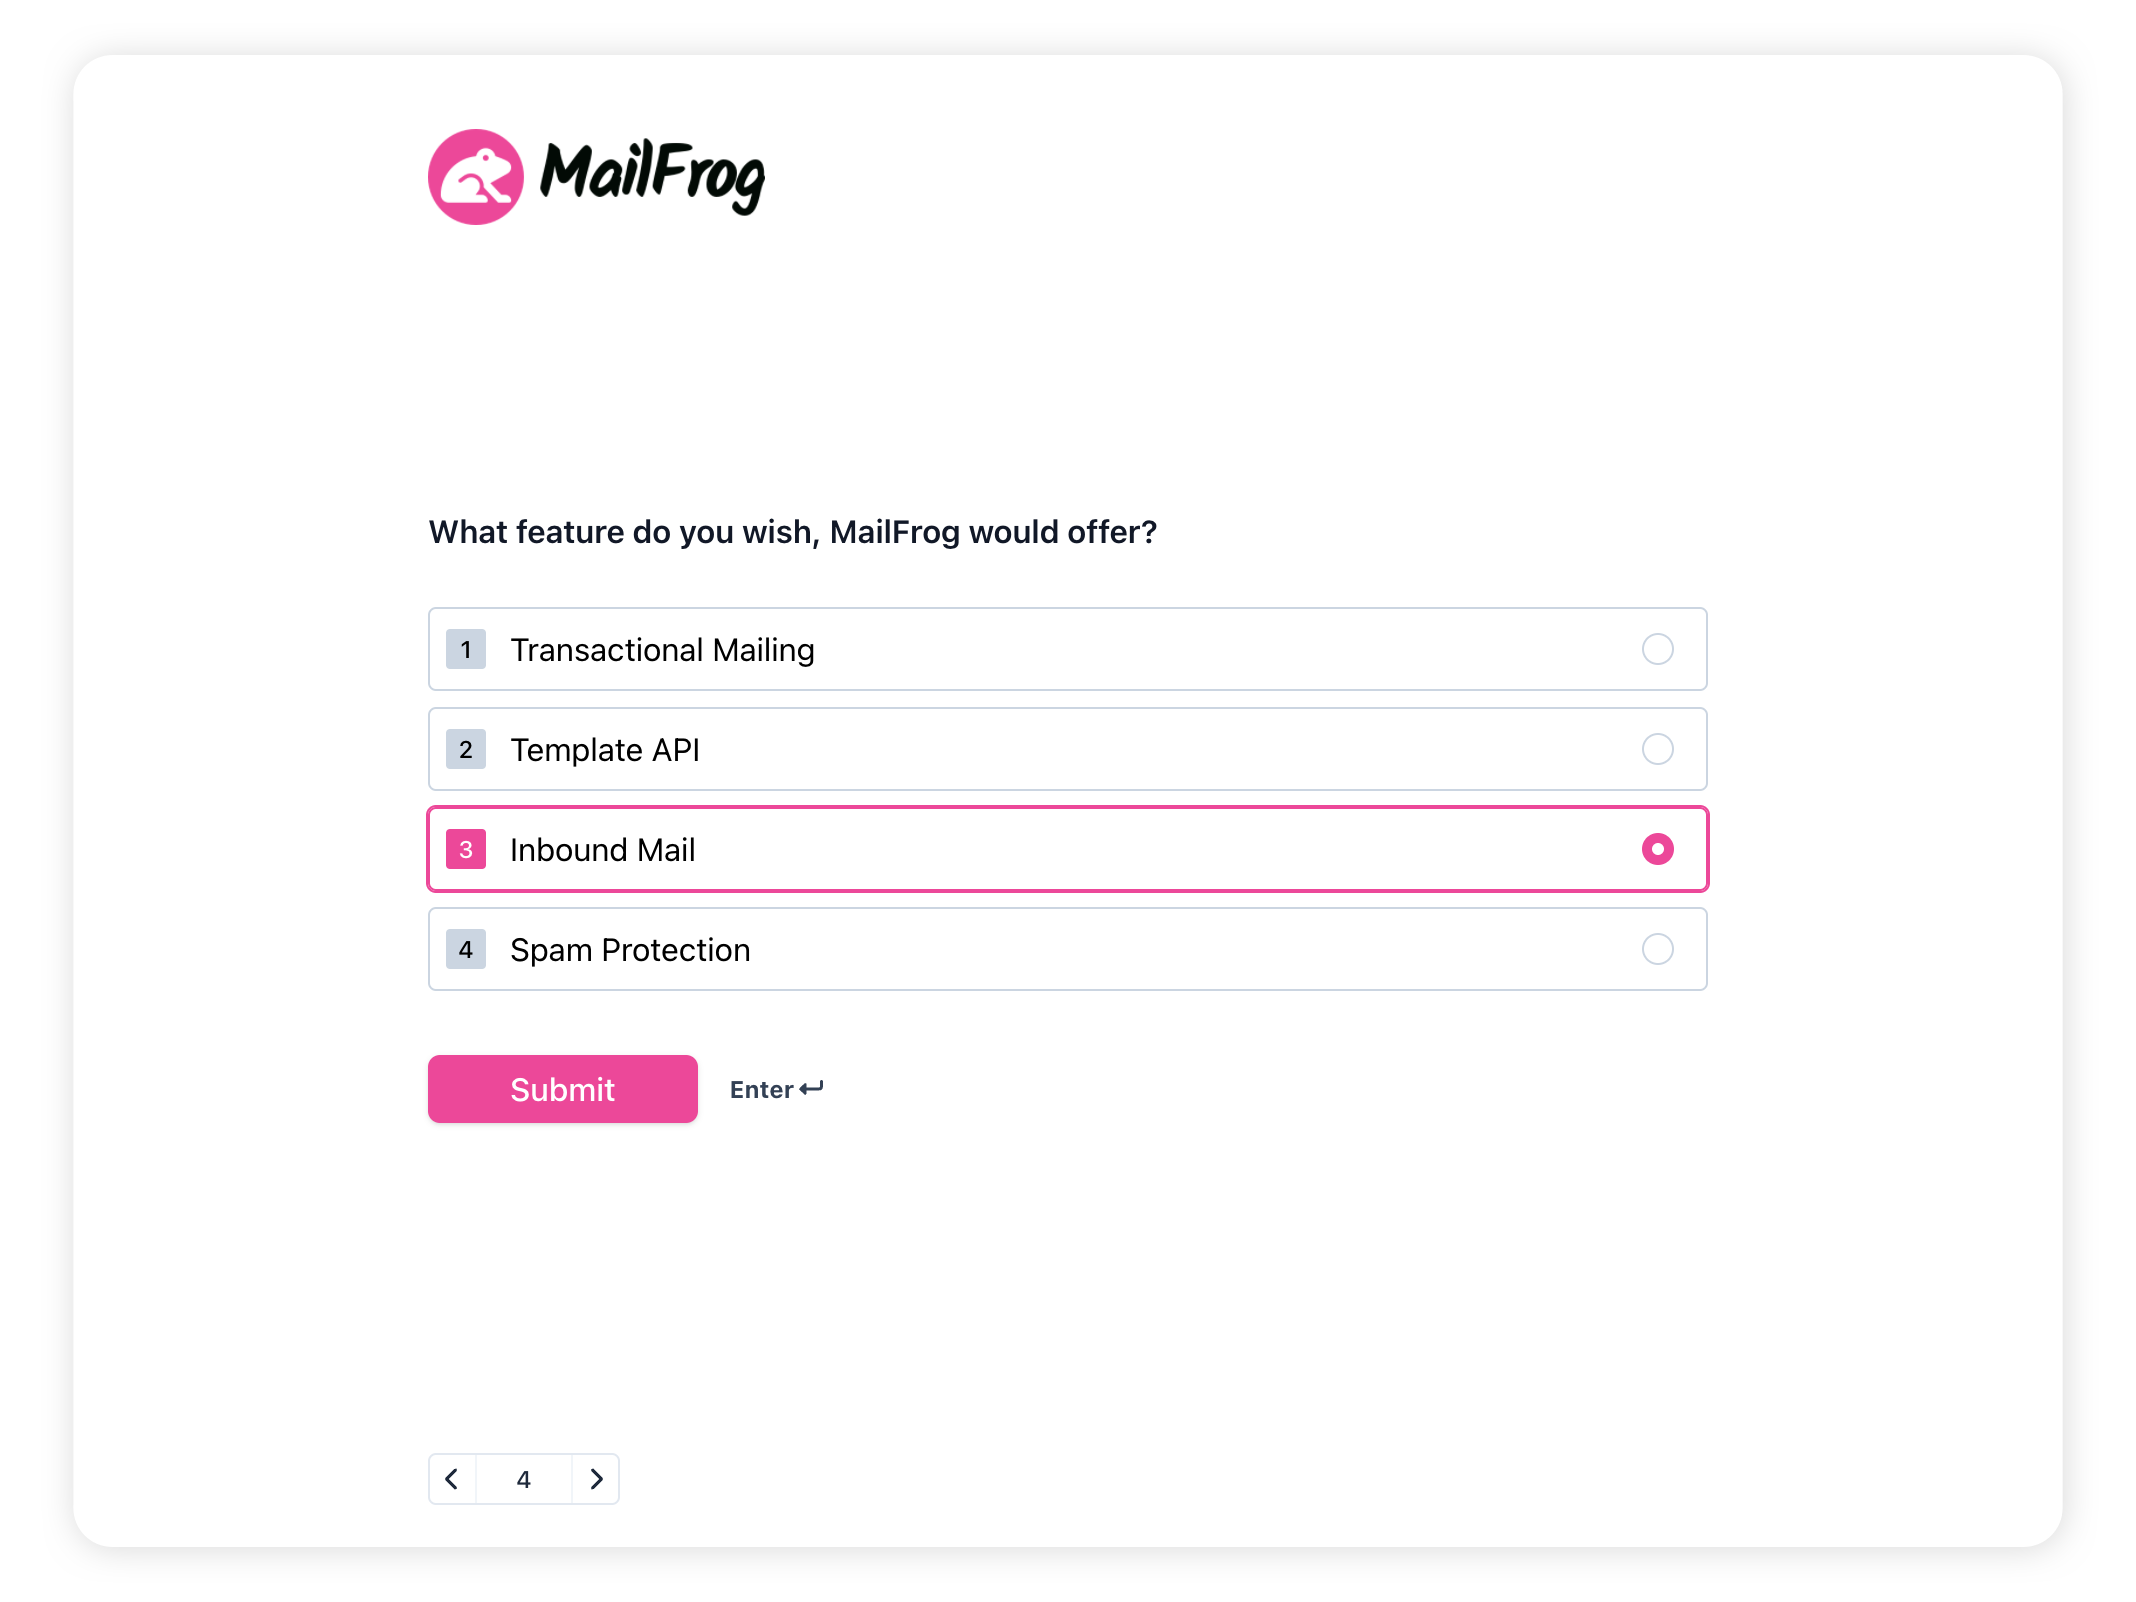 MailFrog
What feature do you wish, MailFrog would offer?
1 Transactional Mailing
2 Template API
3 Inbound Mail
4 Spam Protection
Submit Enter
4